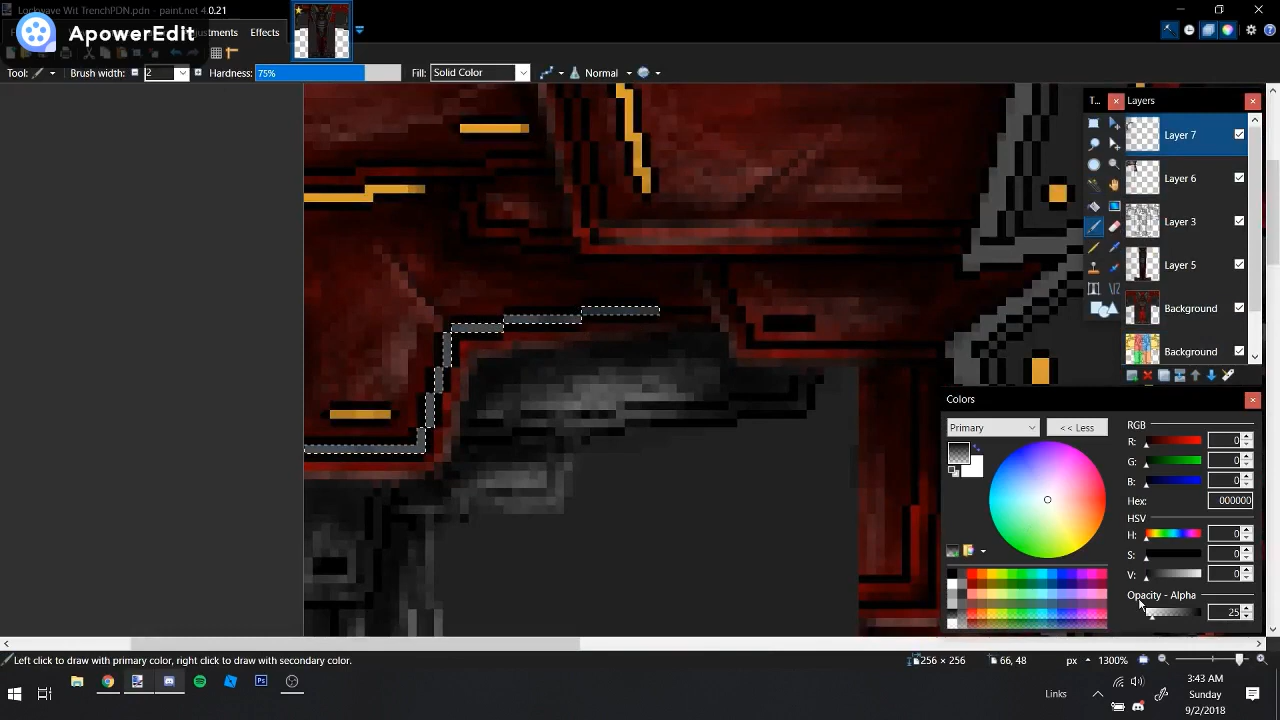 Lockwave Wit TrenchPDN.pdn - paint.net 4.0.21
ApowerEdit
Effects
Tool:
Brush width:
2
Hardness:
75%
Fill:
Solid Color
Normal
T...
Layers
Layer 7
Layer 6
Layer 3
Layer 5
Background
Background
Colors
Primary
<< Less
RGB
R:
0
G:
0
B:
0
Hex:
000000
HSV
H:
0
S:
0
V:
0
Opacity - Alpha
25
Left click to draw with primary color, right click to draw with secondary color.
256 × 256
66, 48
px
1300%
Links
3:43 AM
Sunday
9/2/2018